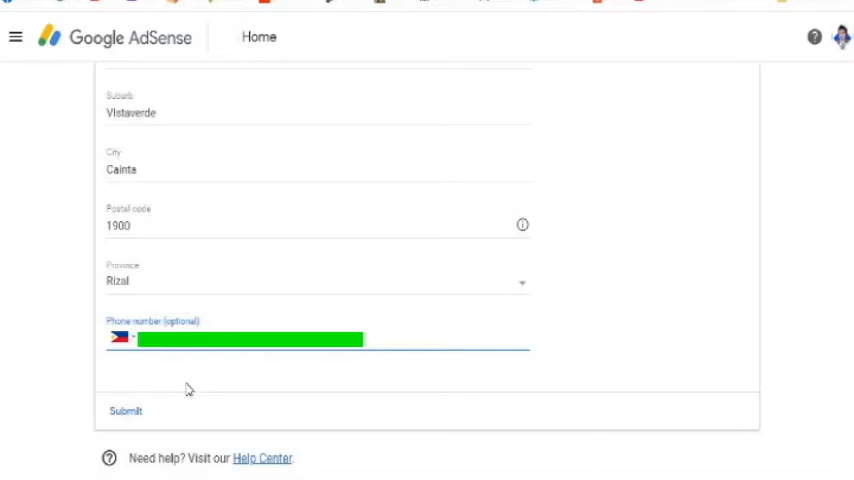 Google AdSense
Home
Suburb
VIstaverde
City
Cainta
Postal code
1900
Province
Rizal
Phone number (optional)
Submit
Need help? Visit our Help Center.